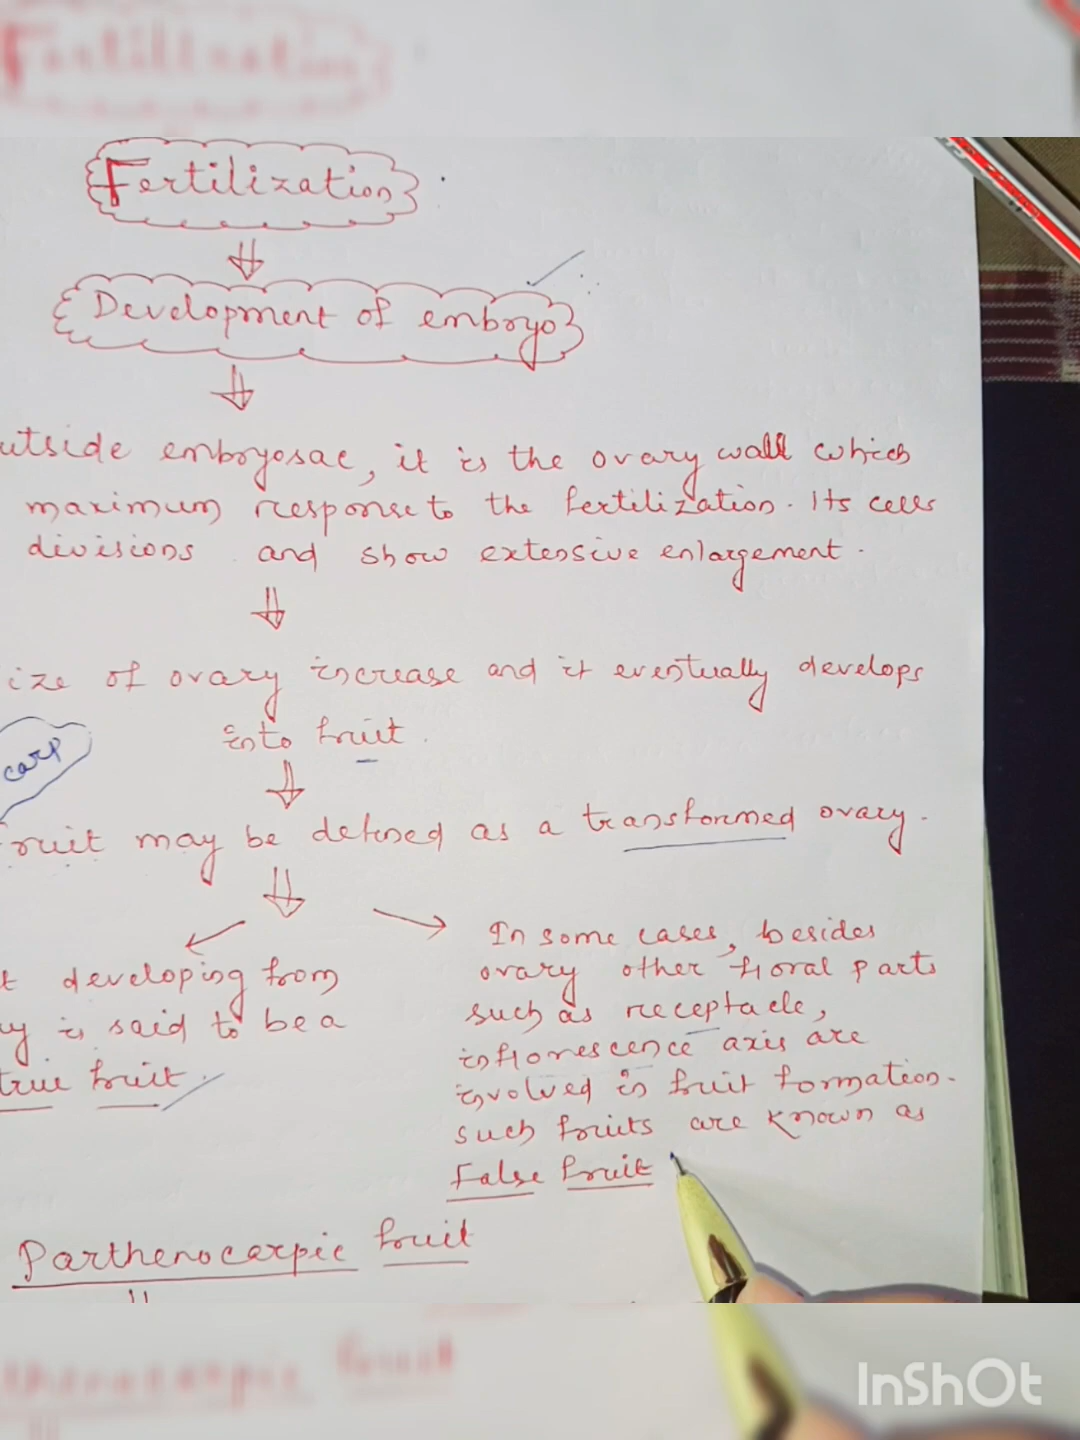 Fertilization
Development of embryo
utside embryosac, it is the ovary wall which
maximum response to the fertilization. Its cells
divisions and show extensive enlargement.
ize of ovary increase and it eventually develops
into fruit.
carp
fruit may be defined as a transformed ovary.
t developing from
y is said to be a
true fruit.
In some cases, besides
ovary other floral parts
such as receptacle,
inflorescence axis are
involved in fruit formation.
such fruits are known as
False fruit
Parthenocarpic fruit
InShOt